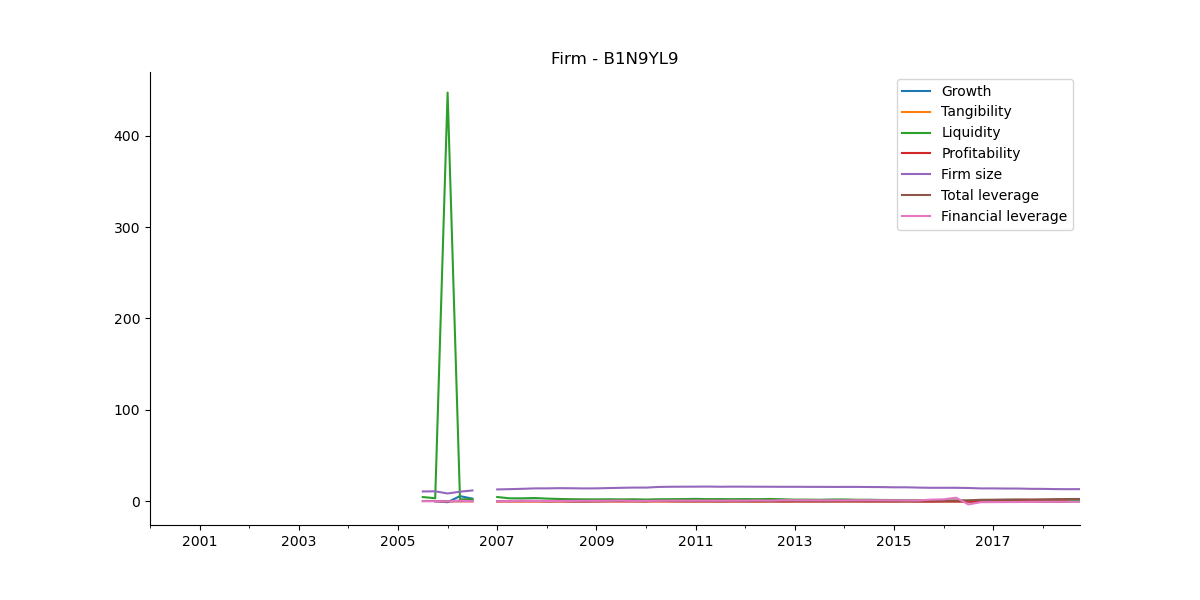 Firm - B1N9YL9
Growth
Tangibility
Liquidity
Profitability
Firm size
Total leverage
Financial leverage
400
300
200
100
0
2001 2003 2005 2007 2009 2011 2013 2015 2017